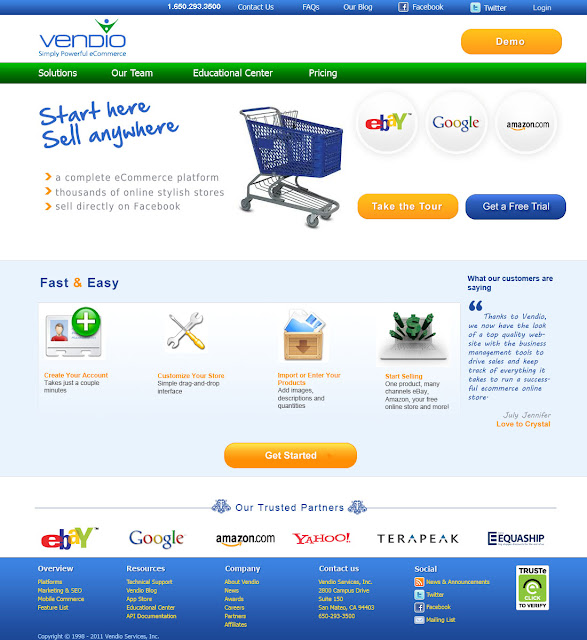 1.650.293.3500 Contact Us FAQs Our Blog Facebook Twitter Login
vendio
Simply Powerful eCommerce
Demo
Solutions Our Team Educational Center Pricing
Start here
Sell anywhere
a complete eCommerce platform
thousands of online stylish stores
sell directly on Facebook
ebaY™
Google
amazon.com
Take the Tour
Get a Free Trial
Fast & Easy
Create Your Account
Takes just a couple
minutes
Customize Your Store
Simple drag-and-drop
interface
Import or Enter Your
Products
Add images,
descriptions and
quantities
Start Selling
One product, many
channels eBay,
Amazon, your free
online store and more!
What our customers are
saying
“
Thanks to Vendio,
we now have the look
of a top quality web-
site with the business
management tools to
drive sales and keep
track of everything it
takes to run a success-
ful ecommerce online
store.
July Jennifer
Love to Crystal
Get Started
Our Trusted Partners
ebaY™ Google amazon.com YAHOO! TERAPEAK EQUASHIP
Overview
Platforms
Marketing & SEO
Mobile Commerce
Feature List
Resources
Technical Support
Vendio Blog
App Store
Educational Center
API Documentation
Company
About Vendio
News
Awards
Careers
Partners
Affiliates
Contact us
Vendio Services, Inc.
2800 Campus Drive
Suite 150
San Mateo, CA 94403
650-293-3500
Social
News & Announcements
Twitter
Facebook
Mailing List
TRUSTe
CLICK
TO VERIFY
Copyright © 1998 - 2011 Vendio Services, Inc.